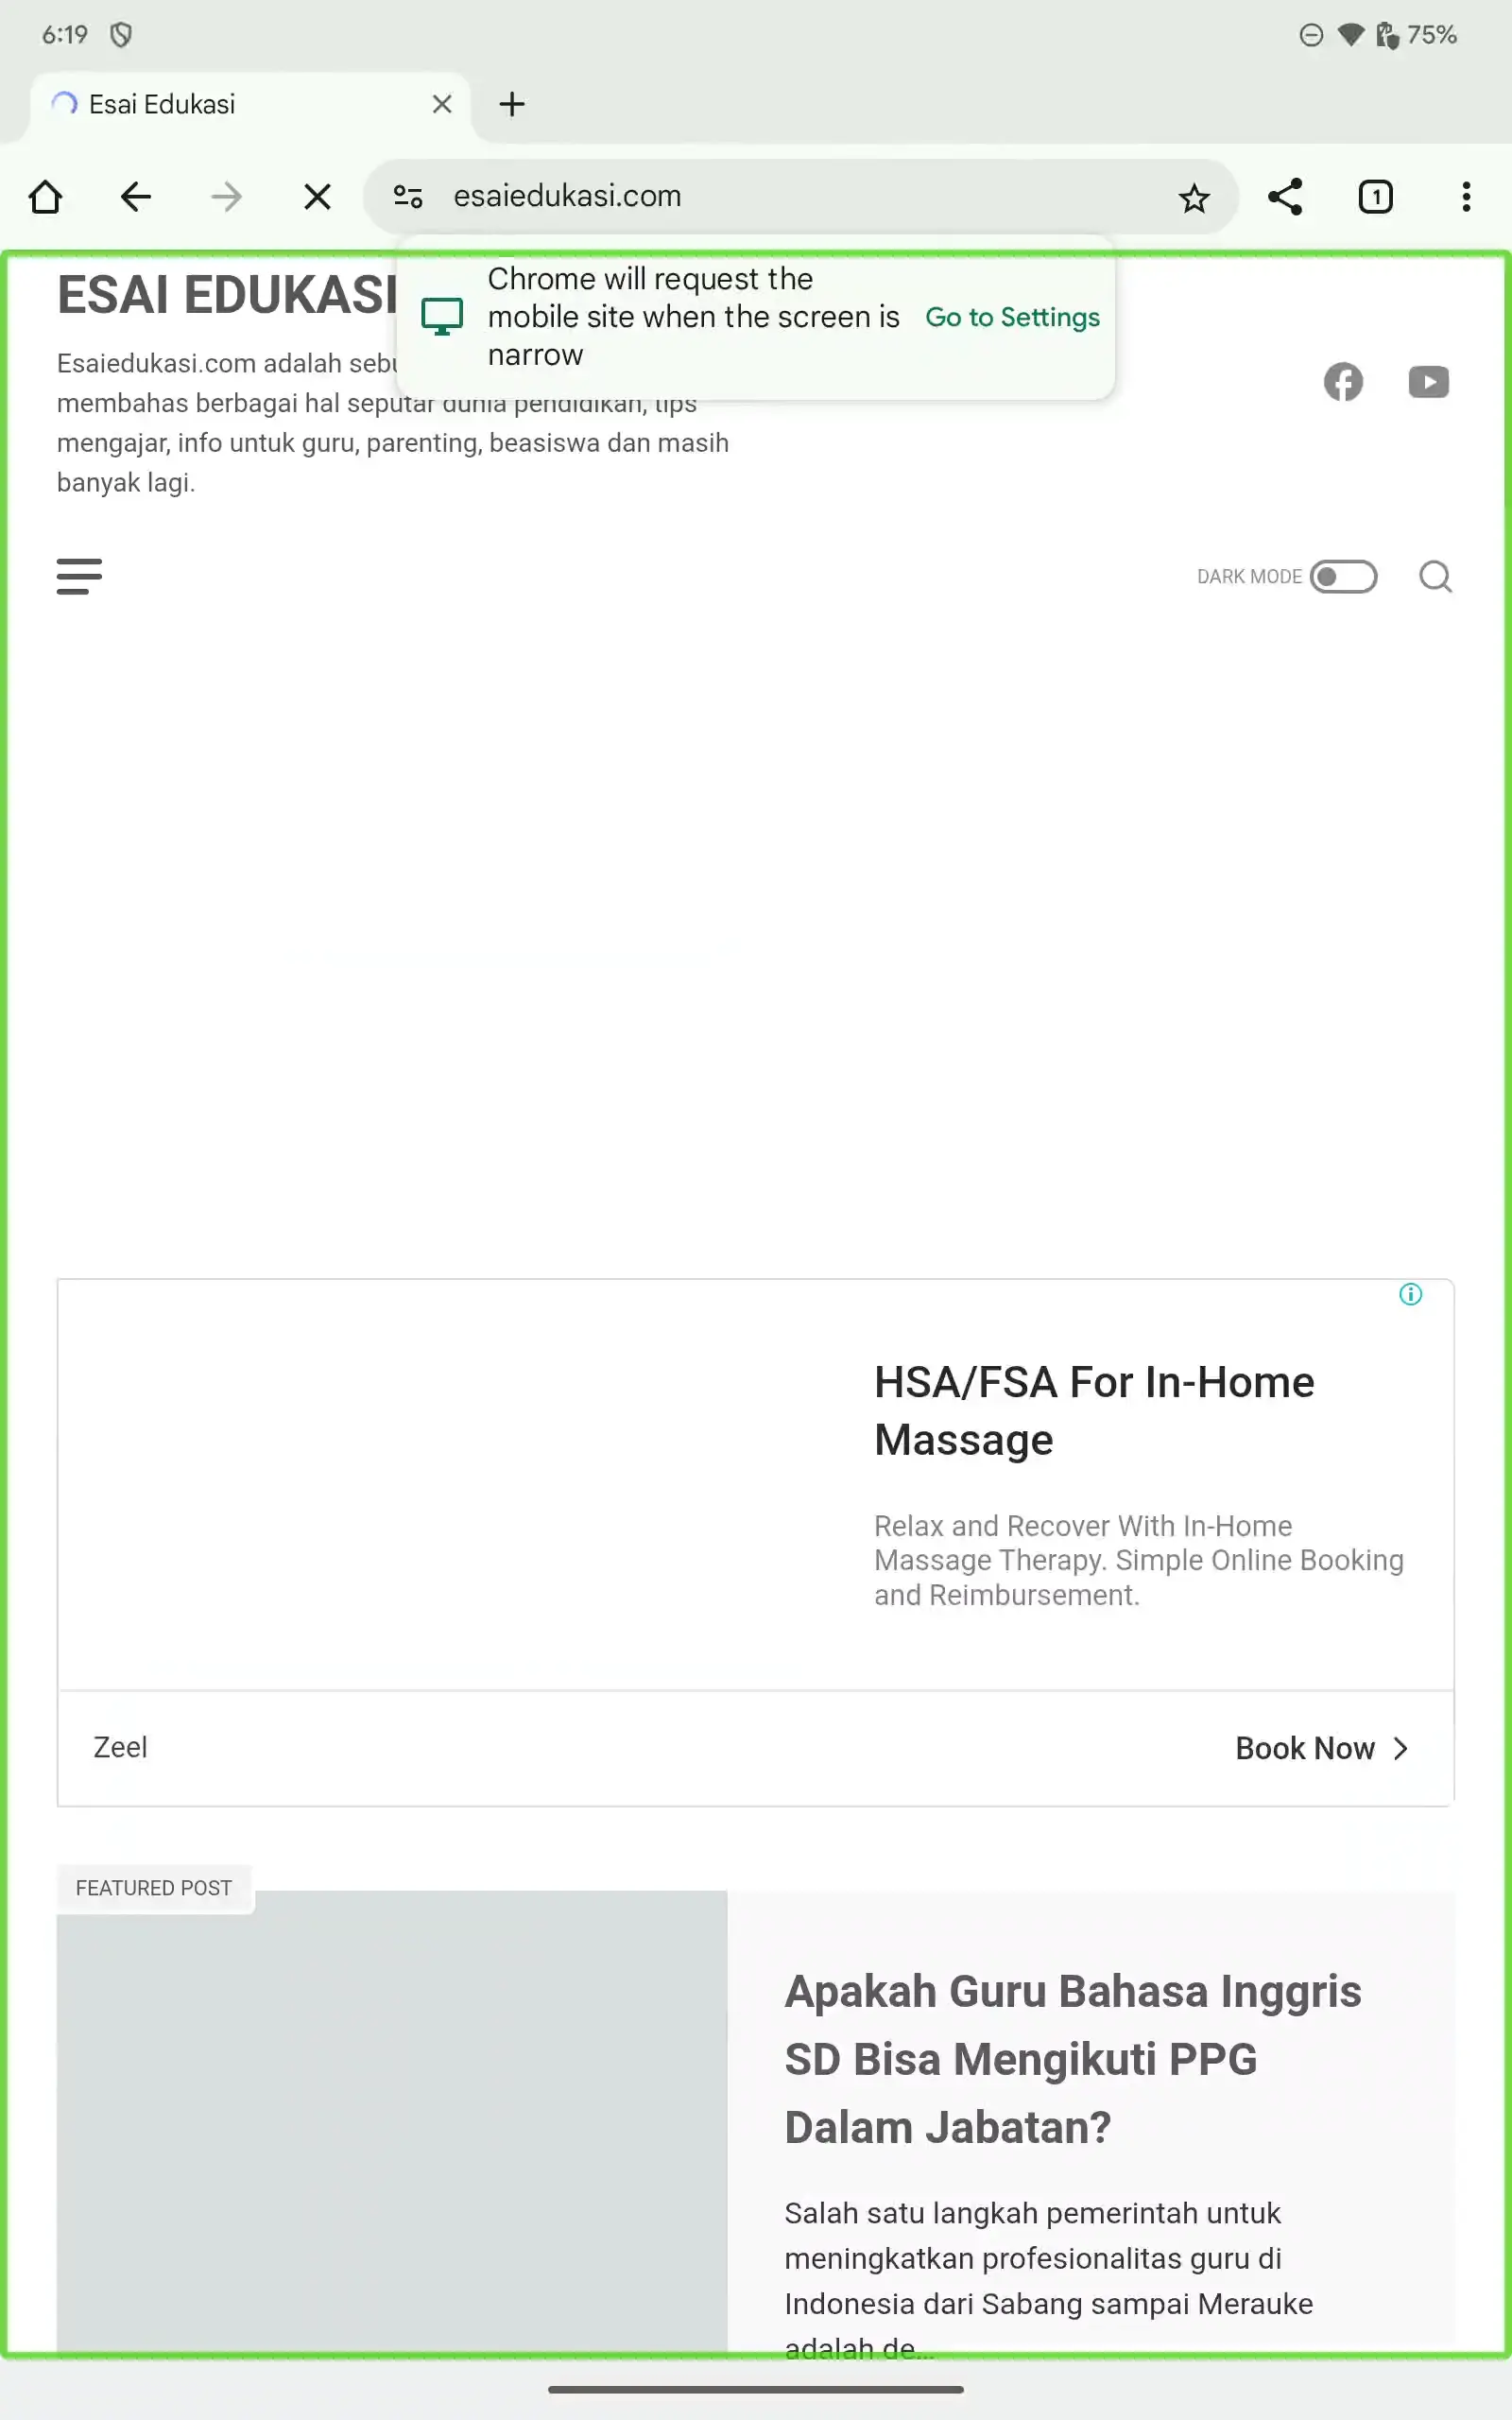 6:19
75%
Esai Edukasi
esaiedukasi.com
1
Chrome will request the
mobile site when the screen is
narrow
Go to Settings
ESAI EDUKASI
Esaiedukasi.com adalah
membahas berbagai hal seputar dunia pendidikan, tips
mengajar, info untuk guru, parenting, beasiswa dan masih
banyak lagi.
DARK MODE
HSA/FSA For In-Home
Massage
Relax and Recover With In-Home
Massage Therapy. Simple Online Booking
and Reimbursement.
Zeel
Book Now
FEATURED POST
Apakah Guru Bahasa Inggris
SD Bisa Mengikuti PPG
Dalam Jabatan?
Salah satu langkah pemerintah untuk
meningkatkan profesionalitas guru di
Indonesia dari Sabang sampai Merauke
adalah de...